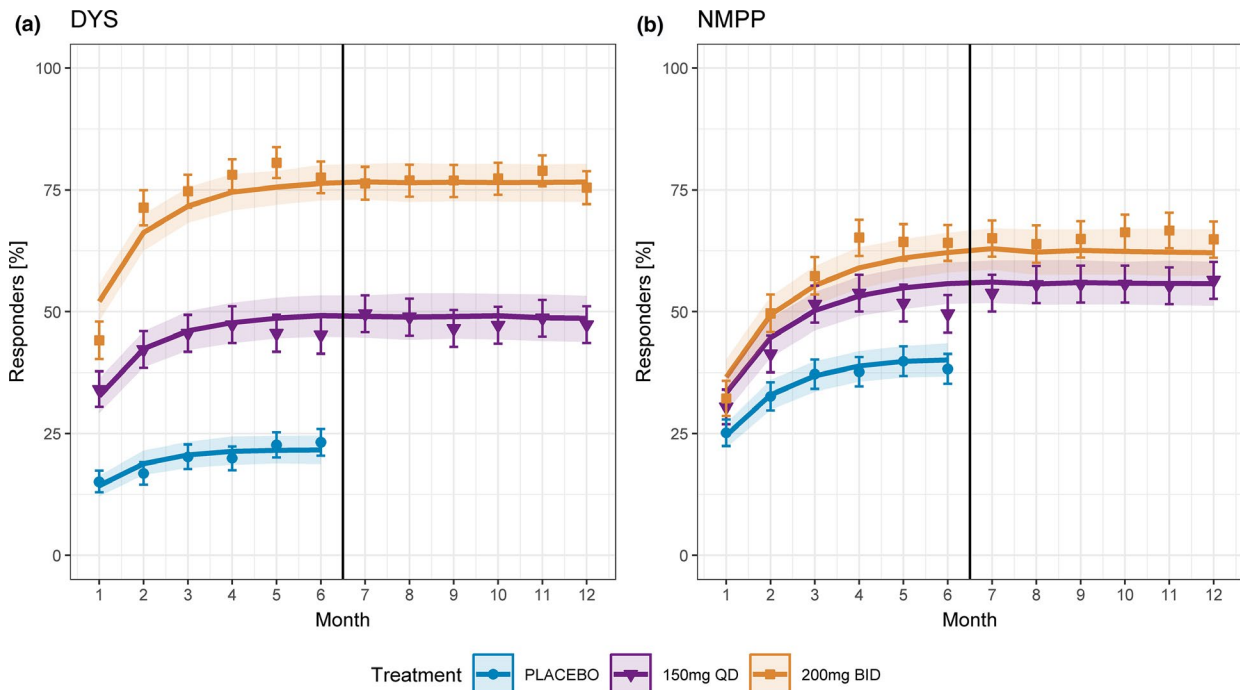 (a) DYS
100
75
50
25
0
Responders [%]
1 2 3 4 5 6 7 8 9 10 11 12
Month
(b) NMPP
100
75
50
25
0
Responders [%]
1 2 3 4 5 6 7 8 9 10 11 12
Month
Treatment PLACEBO 150mg QD 200mg BID